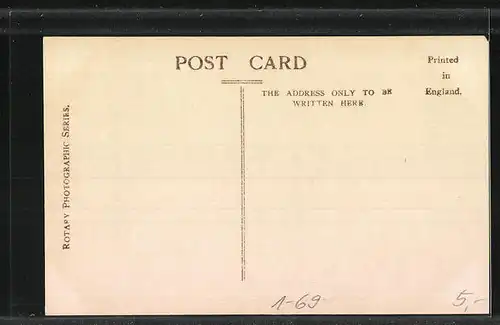 POST CARD
Printed
in
England.
THE ADDRESS ONLY TO BE
WRITTEN HERE
ROTARY PHOTOGRAPHIC SERIES.
1-69
5,-